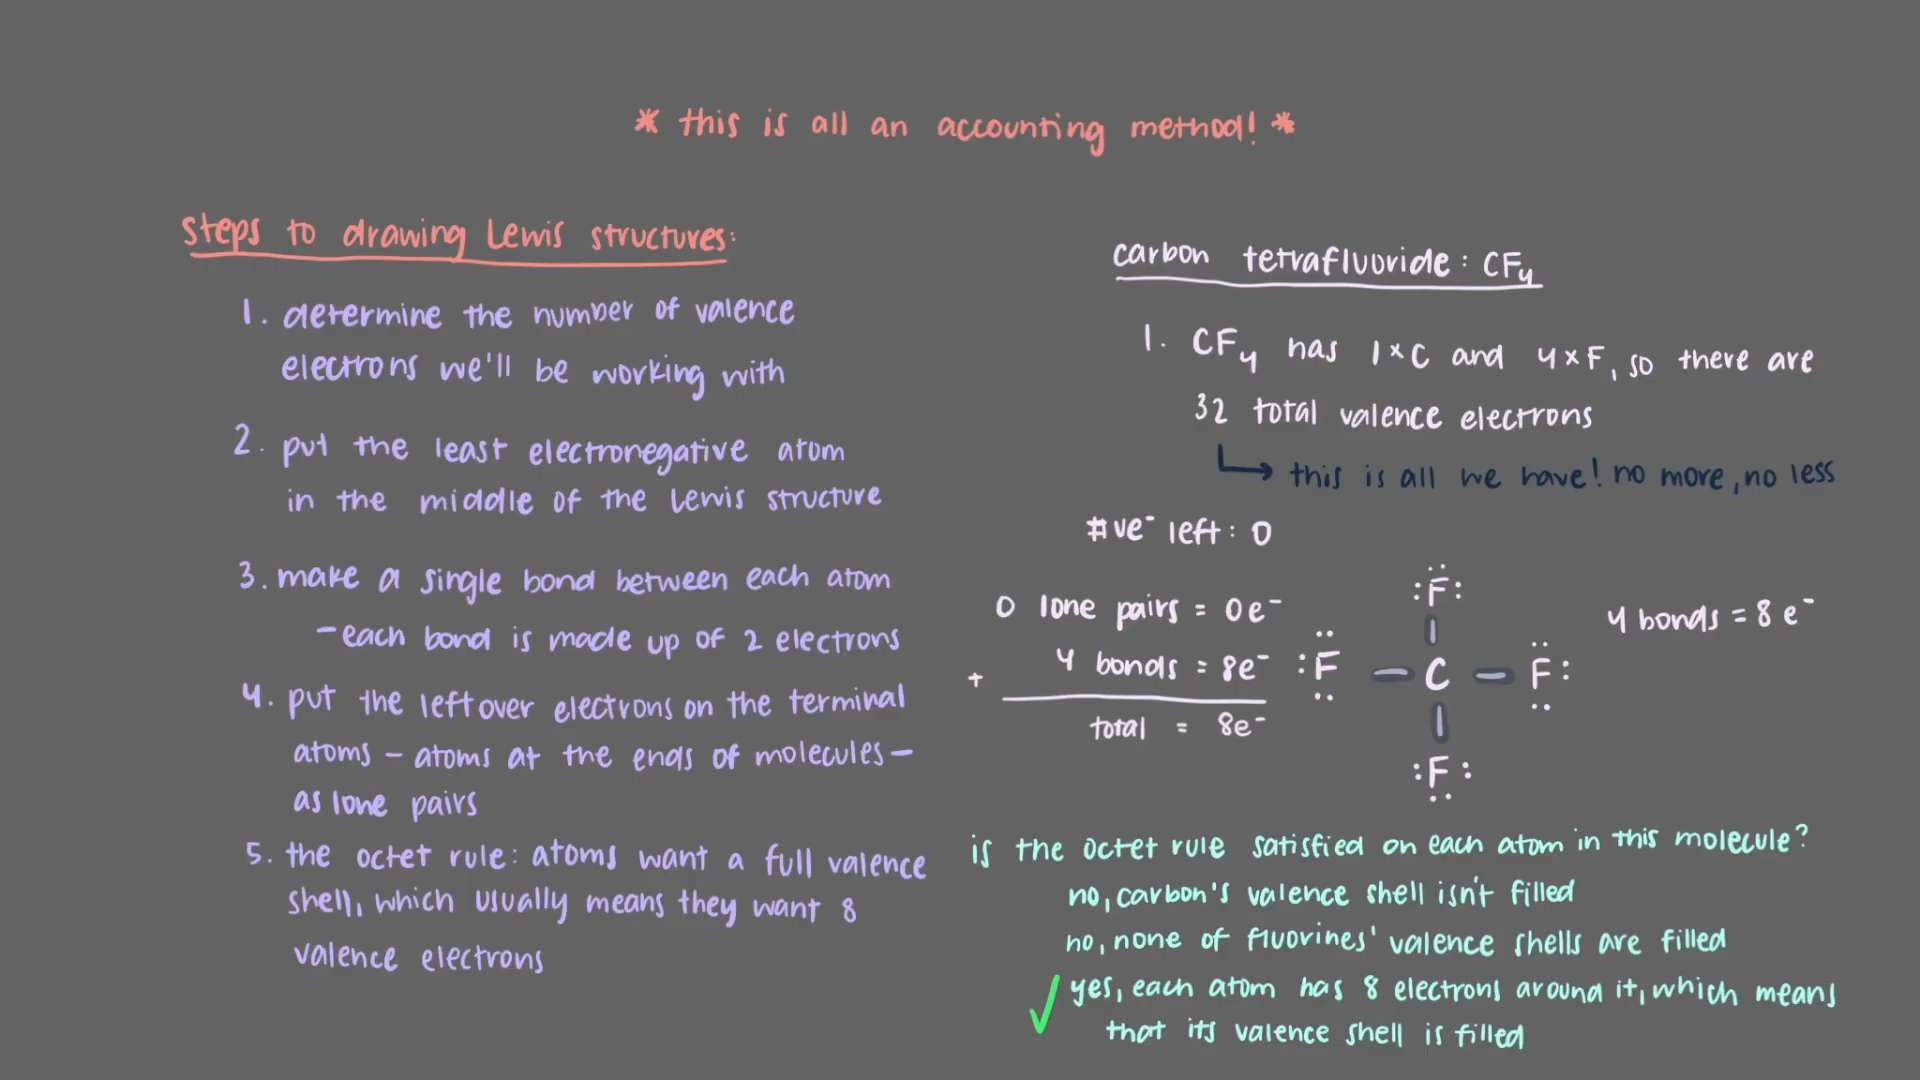 * this is all an accounting method! *
steps to drawing Lewis structures:
1. determine the number of valence
electrons we'll be working with
2. put the least electronegative atom
in the middle of the Lewis structure
3. make a single bond between each atom
- each bond is made up of 2 electrons
4. put the leftover electrons on the terminal
atoms - atoms at the ends of molecules -
as lone pairs
5. the octet rule: atoms want a full valence
shell, which usually means they want 8
valence electrons
carbon tetrafluoride: CF₄
1. CF₄ has 1×C and 4×F, so there are
32 total valence electrons
↳ this is all we have! no more, no less
#ve⁻ left: 0
0 lone pairs = 0e⁻
+ 4 bonds = 8e⁻
total = 8e⁻
F
F — C — F
F
4 bonds = 8 e⁻
is the octet rule satisfied on each atom in this molecule?
no, carbon's valence shell isn't filled
no, none of fluorines' valence shells are filled
✓ yes, each atom has 8 electrons around it, which means
that its valence shell is filled